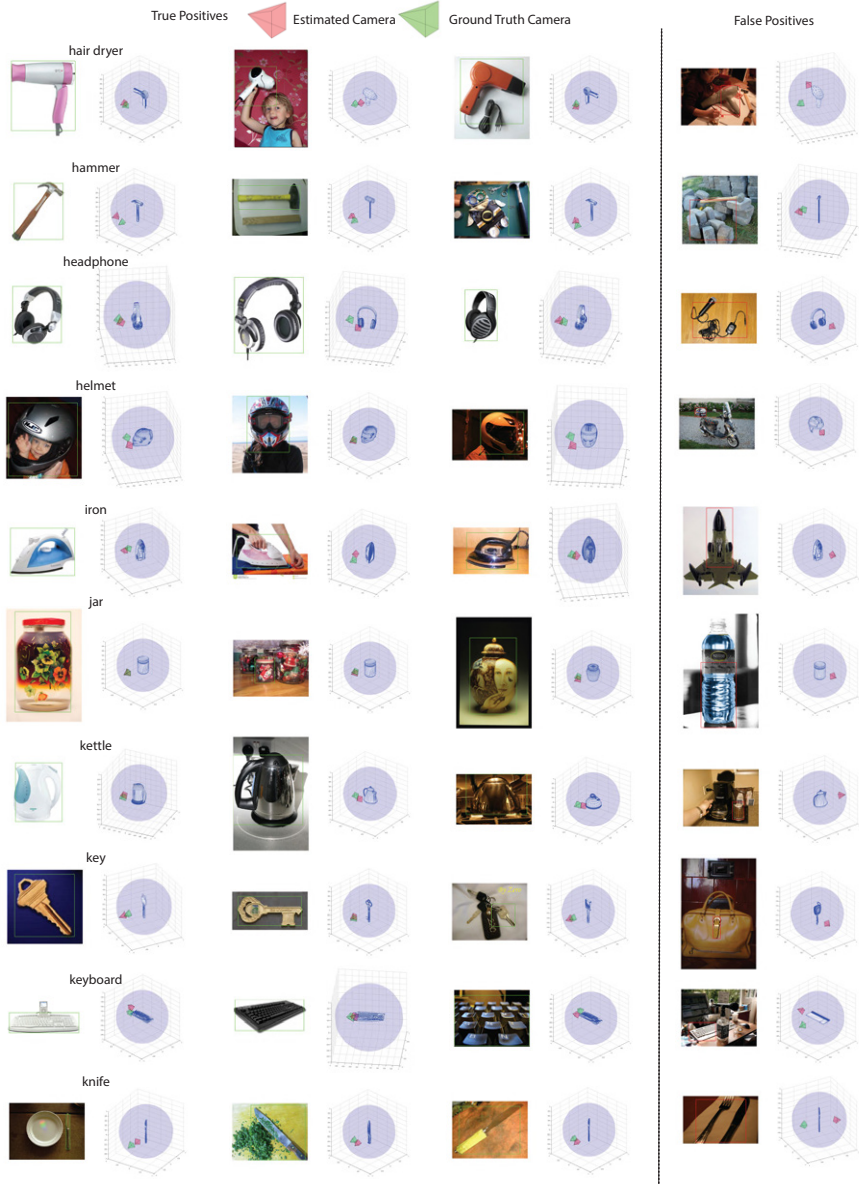 True Positives
Estimated Camera
Ground Truth Camera
False Positives
hair dryer
hammer
headphone
helmet
iron
jar
kettle
key
keyboard
knife